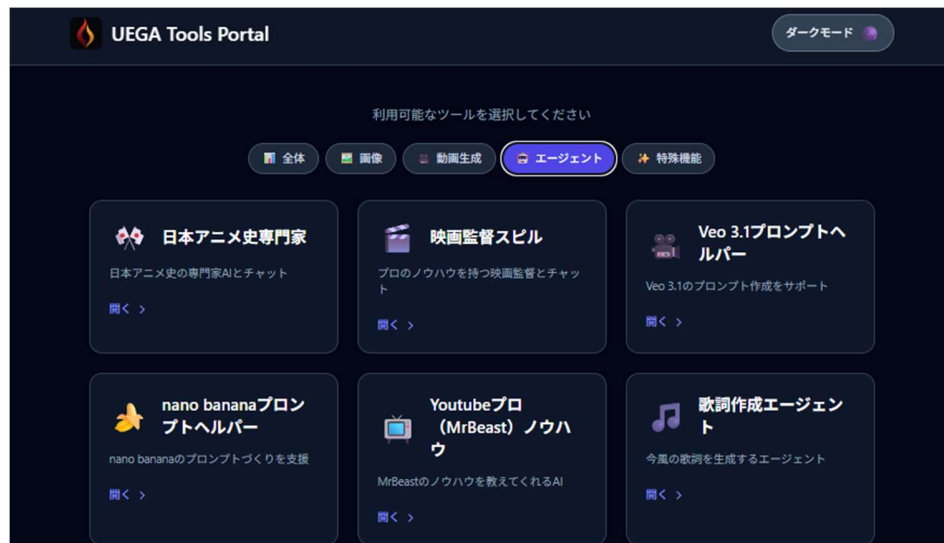 UEGA Tools Portal
ダークモード
利用可能なツールを選択してください
全体
画像
動画生成
エージェント
特殊機能
日本アニメ史専門家
日本アニメ史の専門家AIとチャット
開く
映画監督スピル
プロのノウハウを持つ映画監督とチャッ
ト
開く
Veo 3.1プロンプトヘ
ルパー
Veo 3.1のプロンプト作成をサポート
開く
nano bananaプロン
プトヘルパー
nano bananaのプロンプトづくりを支援
開く
Youtubeプロ
（MrBeast）ノウハ
ウ
MrBeastのノウハウを教えてくれるAI
開く
歌詞作成エージェン
ト
今風の歌詞を生成するエージェント
開く